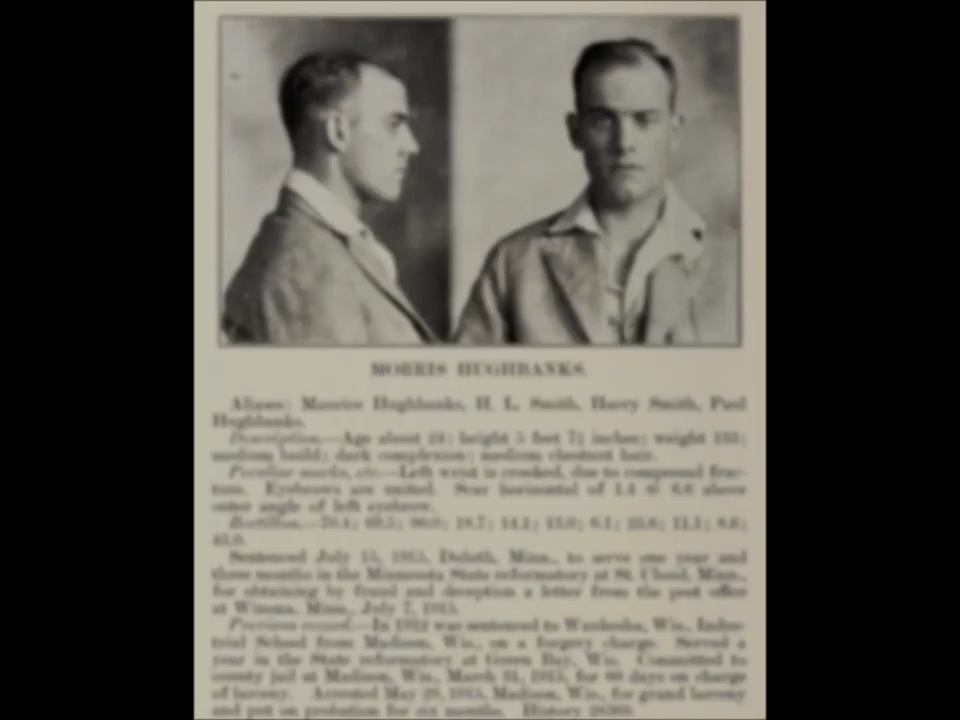 MORRIS HUGHBANKS.
Aliases: Maurice Hughbanks, H. L. Smith, Harry Smith, Paul
Hughbanks.
Description.—Age about 24; height 5 feet 7½ inches; weight
medium build; dark complexion; medium chestnut hair.
Peculiar marks, etc.—Left wrist is crooked, due to compound frac-
ture. Eyebrows are united. Scar horizontal of 1.4 above
outer angle of left eyebrow.
Bertillon.
Sentenced July 15, 1915, Duluth, Minn., to serve one year and
three months in the Minnesota State reformatory at St. Cloud, Minn.,
for obtaining by fraud and deception a letter from the post office
at Winona, Minn., July 7, 1915.
Previous record.—In 1912 was sentenced to Waukesha, Wis., Indus-
trial School from Madison, Wis., on a forgery charge. Served a
year in the State reformatory at Green Bay, Wis. Committed to
county jail at Madison, Wis., March 31, 1915, for 60 days on charge
of larceny. Arrested May 28, 1915, Madison, Wis., for grand larceny
and put on probation for six months. History